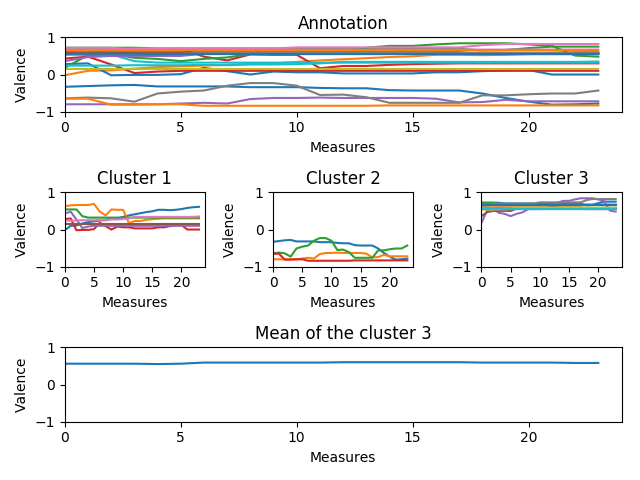 Annotation
1
0
-1
Valence
0 5 10 15 20
Measures
Cluster 1 Cluster 2 Cluster 3
1 1 1
0 0 0
-1 -1 -1
Valence Valence Valence
0 5 10 15 20 0 5 10 15 20 0 5 10 15 20
Measures Measures Measures
Mean of the cluster 3
1
0
-1
Valence
0 5 10 15 20
Measures